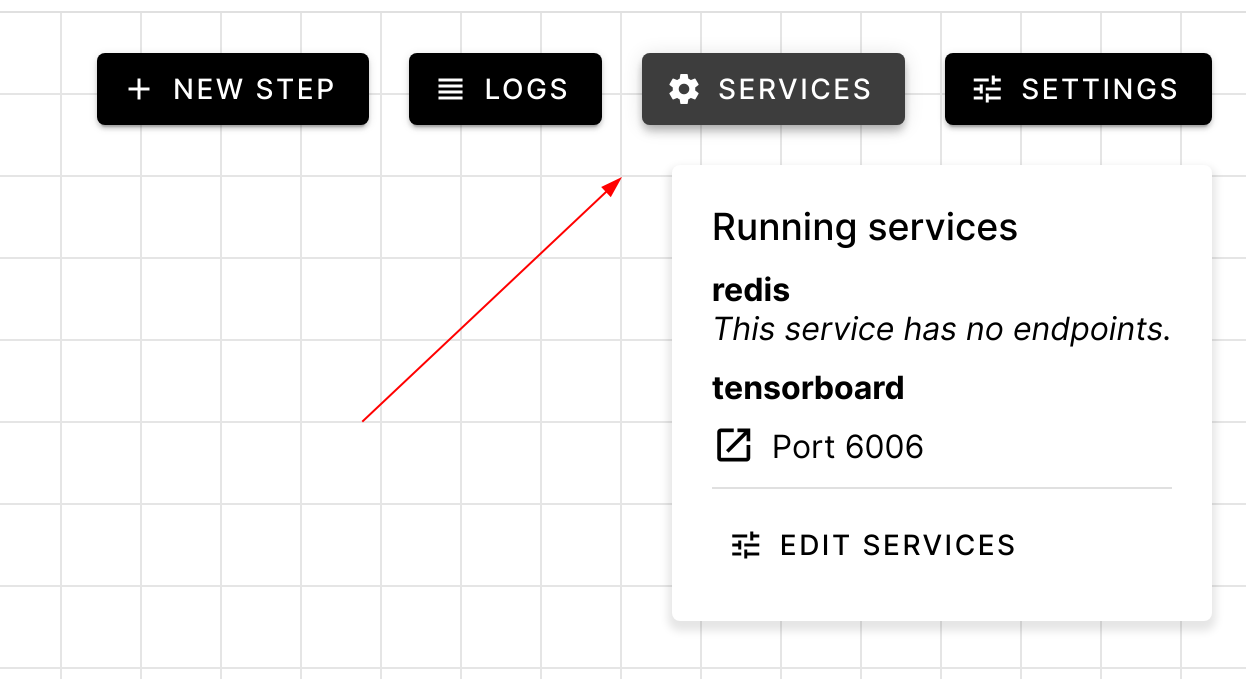 NEW STEP
LOGS
SERVICES
SETTINGS
Running services
redis
This service has no endpoints.
tensorboard
Port 6006
EDIT SERVICES